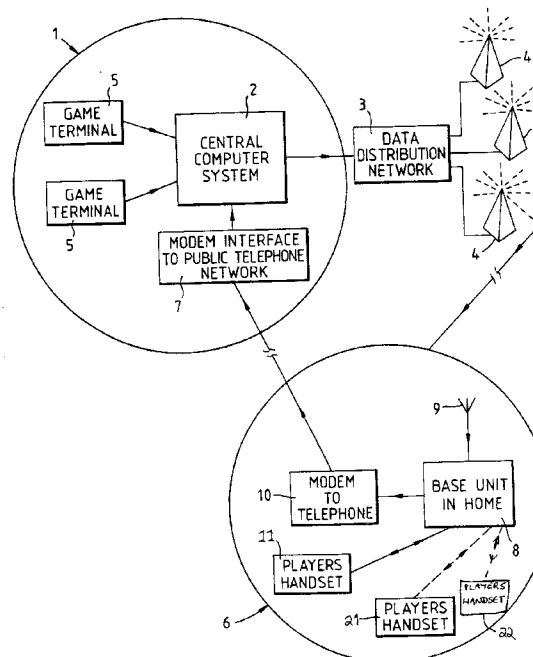 1
5
GAME
TERMINAL
GAME
TERMINAL
5
2
CENTRAL
COMPUTER
SYSTEM
MODEM INTERFACE
TO PUBLIC TELEPHONE
NETWORK
7
3
DATA
DISTRIBUTION
NETWORK
4
4
9
10
MODEM
TO
TELEPHONE
BASE UNIT
IN HOME
8
11
PLAYERS
HANDSET
21
PLAYERS
HANDSET
PLAYERS
HANDSET
22
6